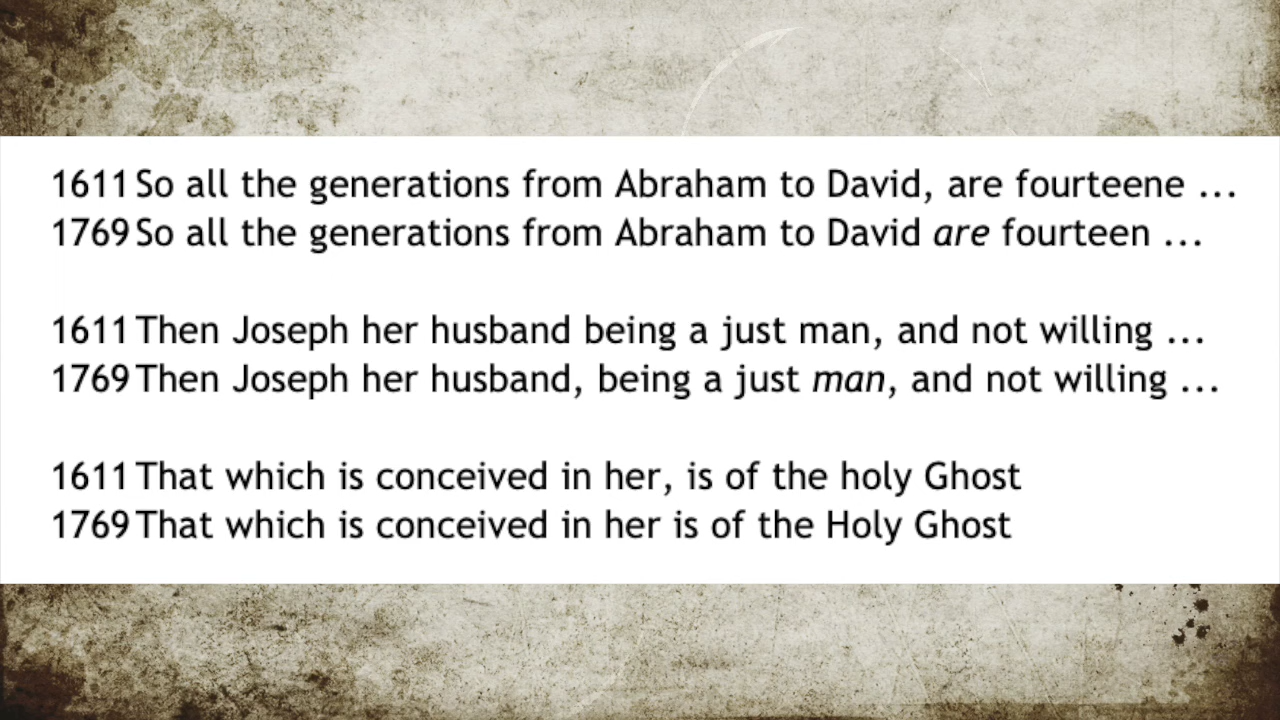 1611 So all the generations from Abraham to David, are fourteene ...
1769 So all the generations from Abraham to David are fourteen ...
1611 Then Joseph her husband being a just man, and not willing ...
1769 Then Joseph her husband, being a just man, and not willing ...
1611 That which is conceived in her, is of the holy Ghost
1769 That which is conceived in her is of the Holy Ghost